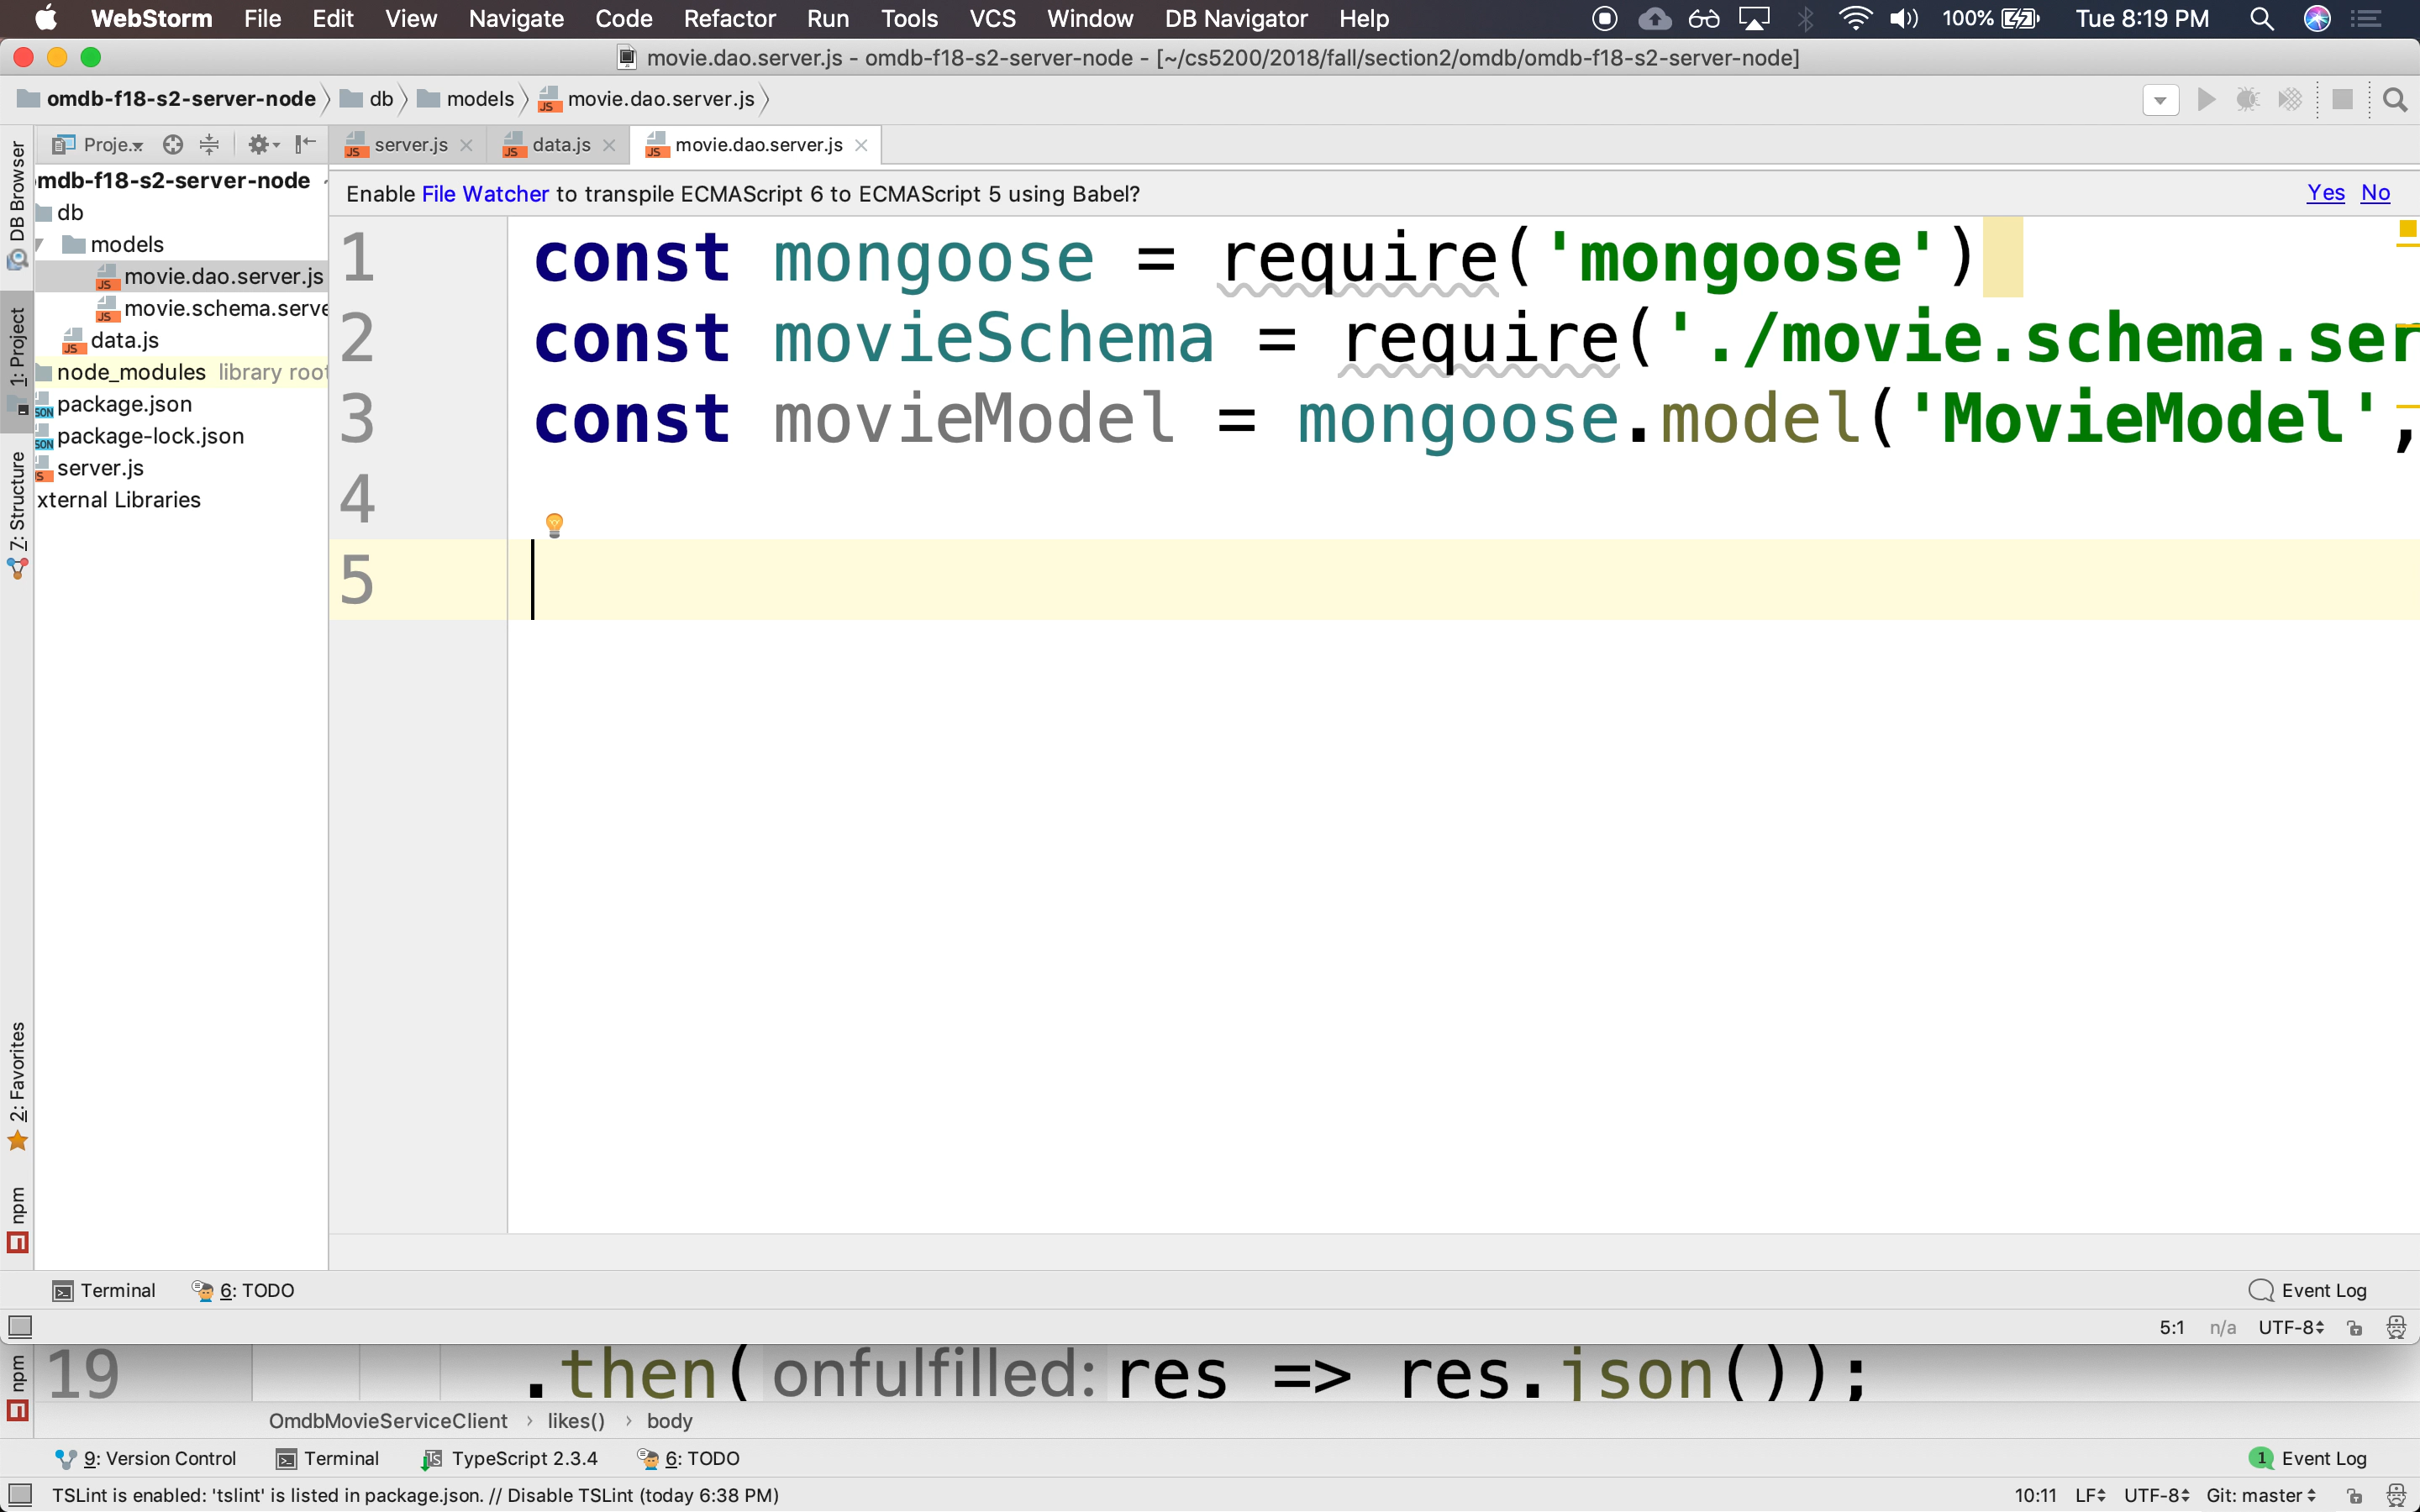 WebStorm File Edit View Navigate Code Refactor Run Tools VCS Window DB Navigator Help 100% Tue 8:19 PM
movie.dao.server.js - omdb-f18-s2-server-node - [~/cs5200/2018/fall/section2/omdb/omdb-f18-s2-server-node]
omdb-f18-s2-server-node db models movie.dao.server.js
Proje... server.js data.js movie.dao.server.js
Enable File Watcher to transpile ECMAScript 6 to ECMAScript 5 using Babel? Yes No
DB Browser
1: Project
7: Structure
2: Favorites
npm
mdb-f18-s2-server-node
db
models
movie.dao.server.js
movie.schema.serve
data.js
node_modules library root
package.json
package-lock.json
server.js
xternal Libraries
1 const mongoose = require('mongoose')
2 const movieSchema = require('./movie.schema.ser
3 const movieModel = mongoose.model('MovieModel',
4
5
Terminal 6: TODO Event Log
5:1 n/a UTF-8
npm
19 .then( onfulfilled: res => res.json());
OmdbMovieServiceClient › likes() › body
9: Version Control Terminal TypeScript 2.3.4 6: TODO 1 Event Log
TSLint is enabled: 'tslint' is listed in package.json. // Disable TSLint (today 6:38 PM) 10:11 LF UTF-8 Git: master